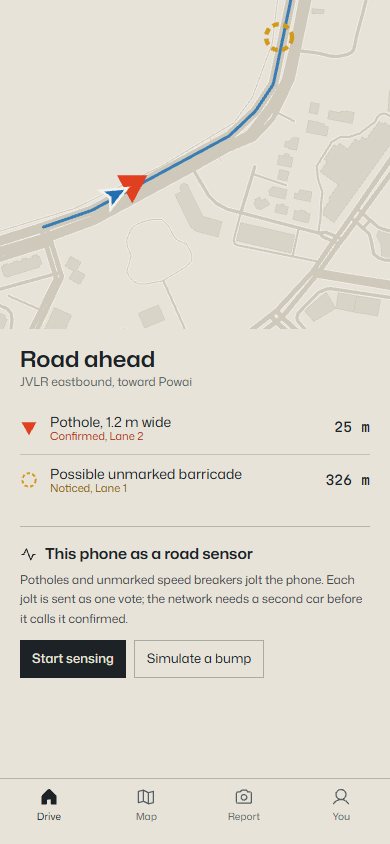 Road ahead
JVLR eastbound, toward Powai
Pothole, 1.2 m wide
25 m
Confirmed, Lane 2
Possible unmarked barricade
326 m
Noticed, Lane 1
This phone as a road sensor
Potholes and unmarked speed breakers jolt the phone. Each
jolt is sent as one vote; the network needs a second car before
it calls it confirmed.
Start sensing
Simulate a bump
Drive
Map
Report
You